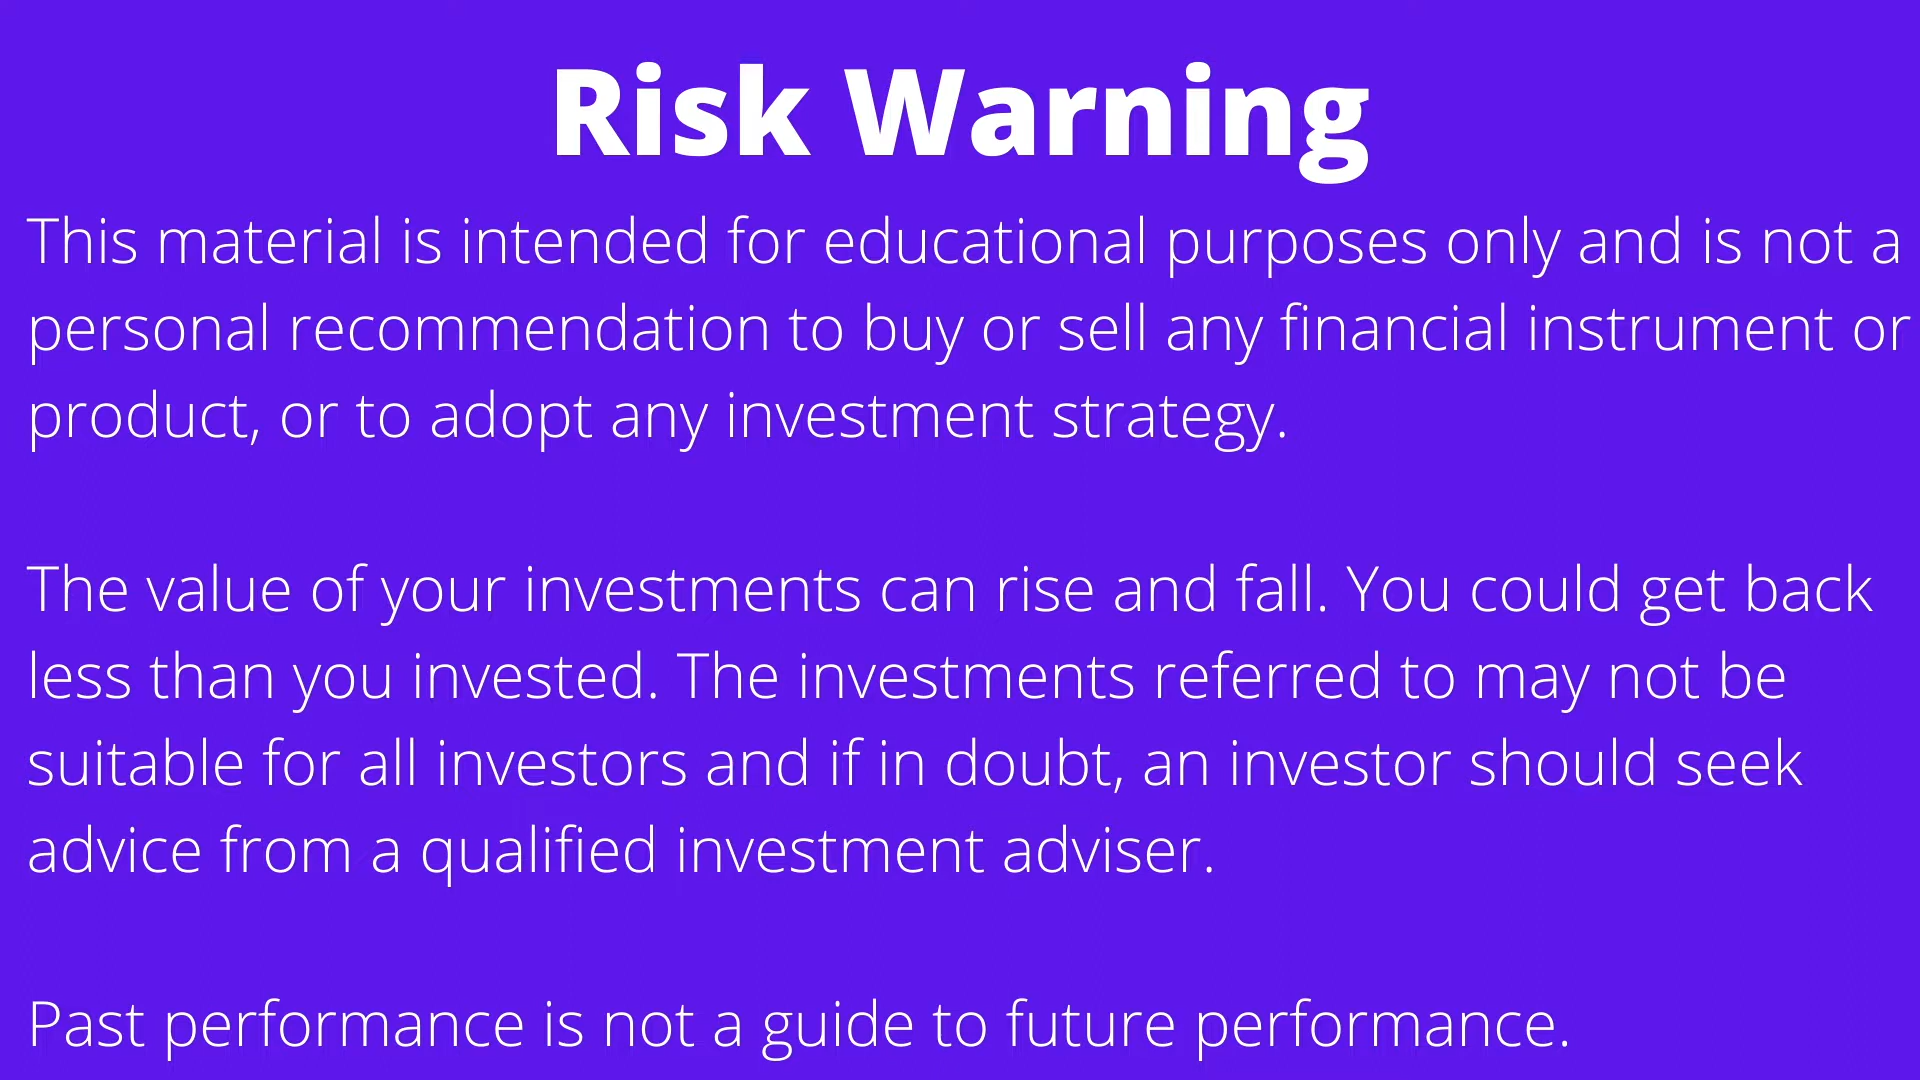 Risk Warning
This material is intended for educational purposes only and is not a
personal recommendation to buy or sell any financial instrument or
product, or to adopt any investment strategy.
The value of your investments can rise and fall. You could get back
less than you invested. The investments referred to may not be
suitable for all investors and if in doubt, an investor should seek
advice from a qualified investment adviser.
Past performance is not a guide to future performance.